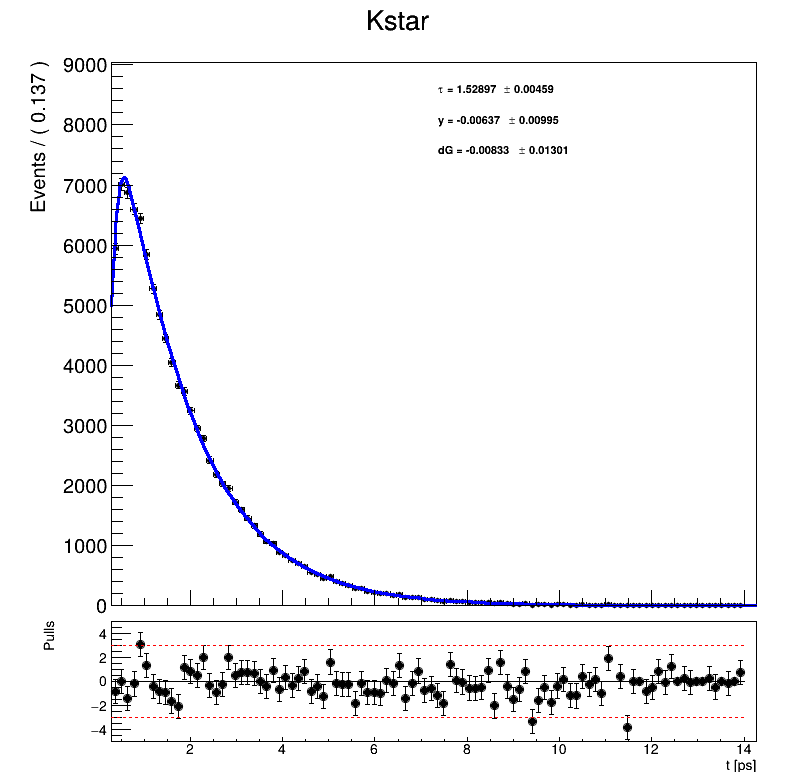 Kstar
Events / ( 0.137 )
9000
8000
7000
6000
5000
4000
3000
2000
1000
0
τ = 1.52897 ± 0.00459
y = -0.00637 ± 0.00995
dG = -0.00833 ± 0.01301
Pulls
4
2
0
−2
−4
2 4 6 8 10 12 14
t [ps]